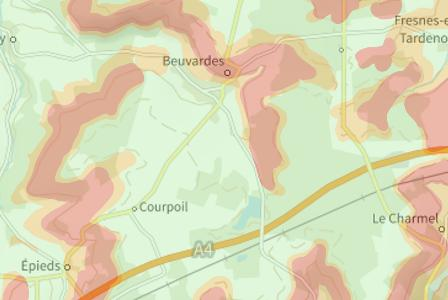 Fresnes-e
Tardeno
y
Beuvardes
Courpoil
Le Charmel
A4
Épieds